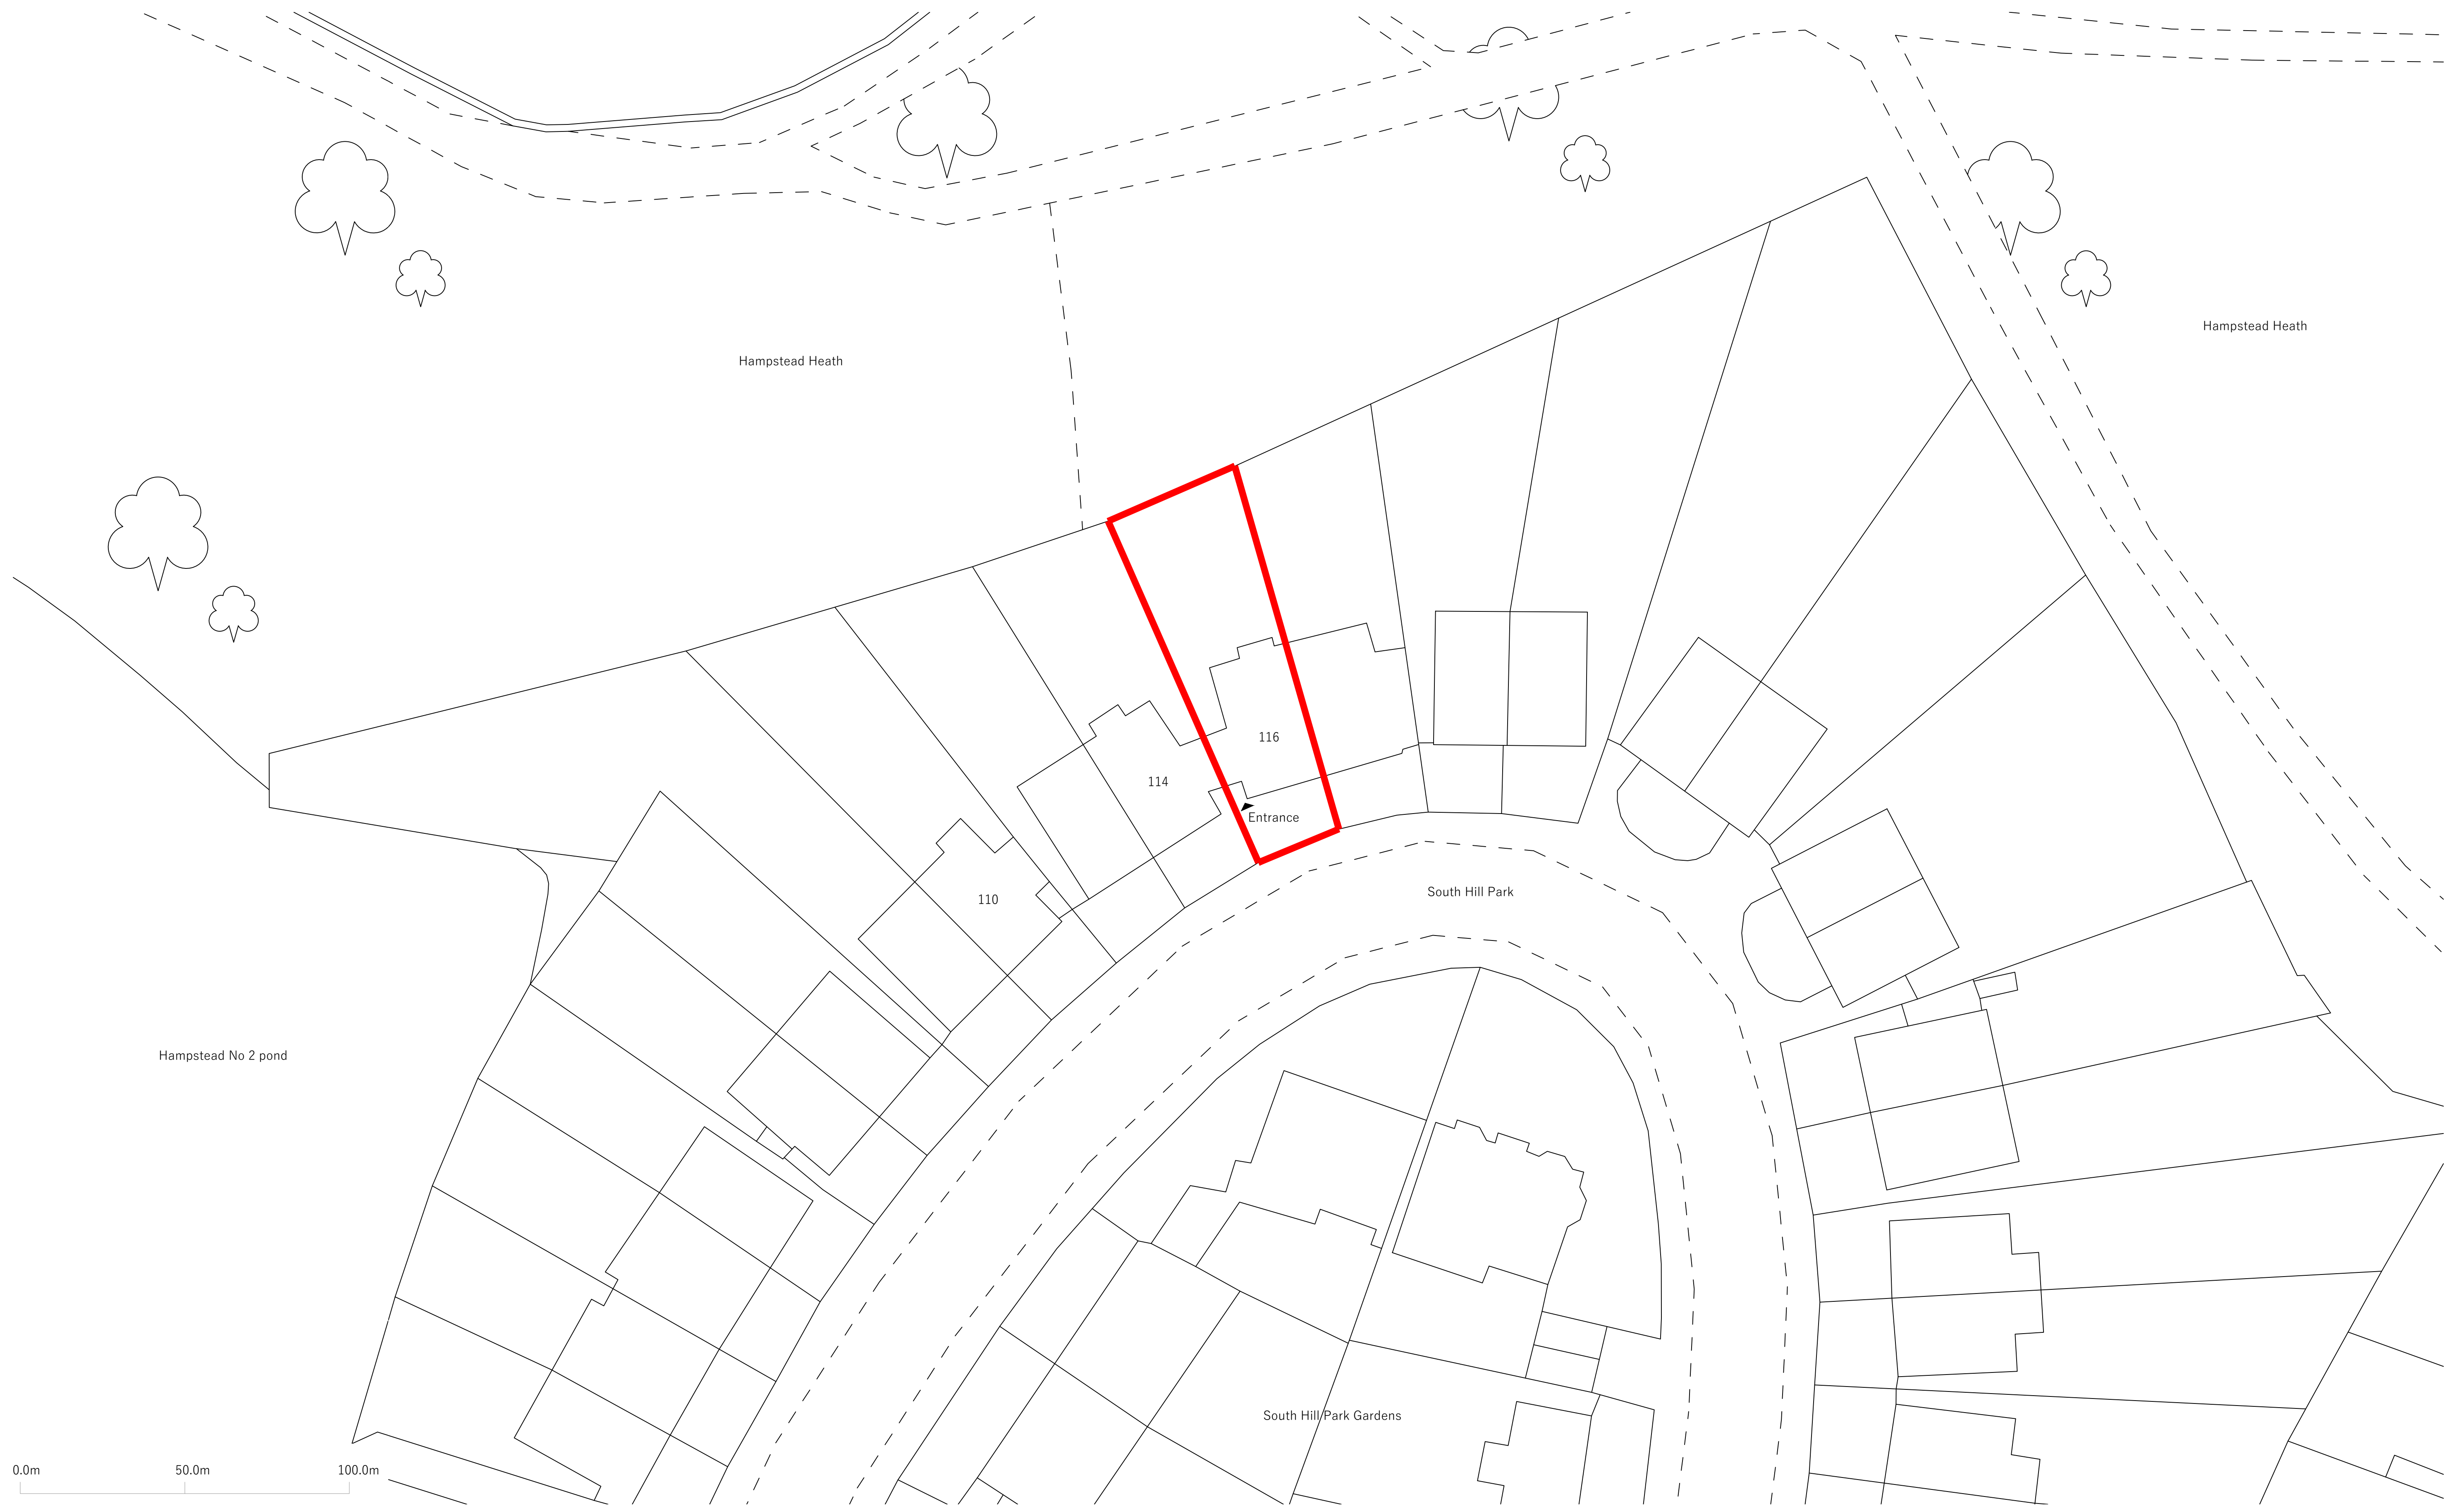 Hampstead Heath
Hampstead Heath
116
114
Entrance
South Hill Park
110
Hampstead No 2 pond
South Hill Park Gardens
0.0m 50.0m 100.0m